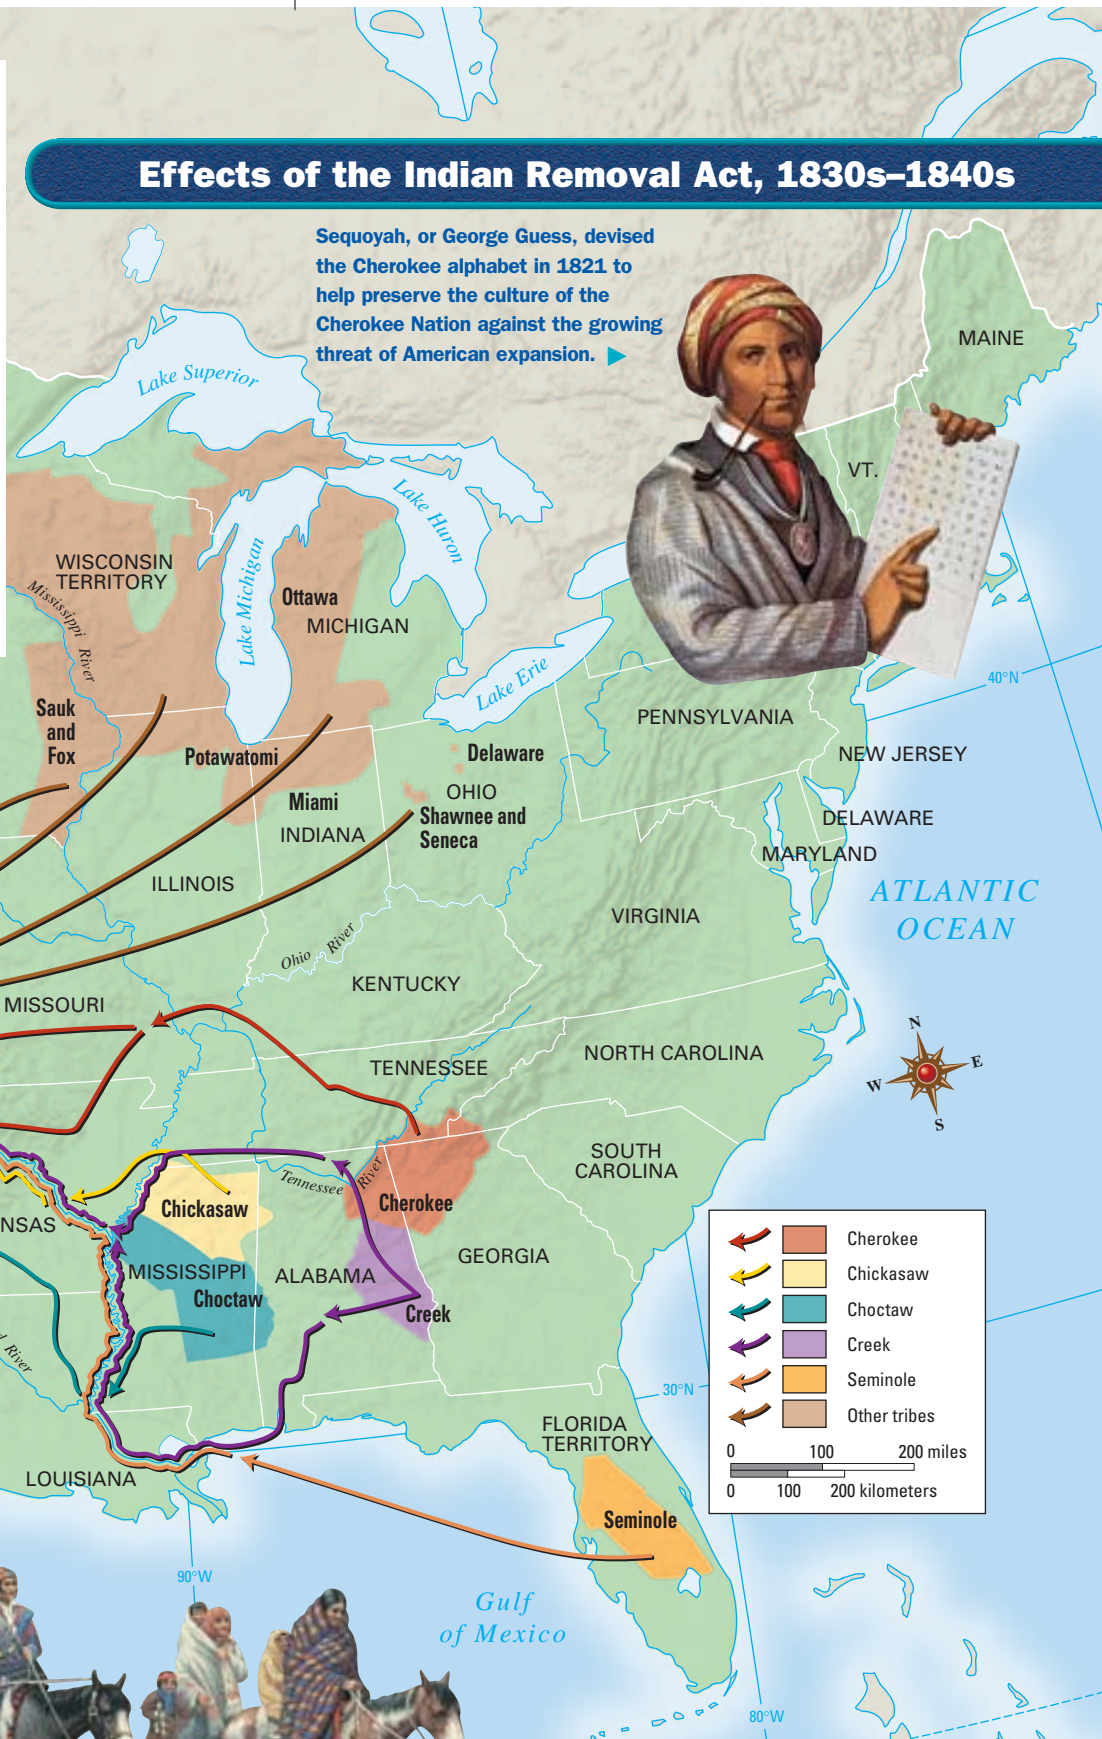 Effects of the Indian Removal Act, 1830s–1840s
Sequoyah, or George Guess, devised
the Cherokee alphabet in 1821 to
help preserve the culture of the
Cherokee Nation against the growing
threat of American expansion.
MAINE
Lake Superior
VT.
Lake Huron
WISCONSIN
TERRITORY
Mississippi River
Lake Michigan
Ottawa
MICHIGAN
Lake Erie
40°N
Sauk
and
Fox
PENNSYLVANIA
Potawatomi
Delaware
NEW JERSEY
Miami
OHIO
Shawnee and
Seneca
INDIANA
DELAWARE
MARYLAND
ILLINOIS
ATLANTIC
OCEAN
VIRGINIA
Ohio River
KENTUCKY
MISSOURI
N
E
W
S
TENNESSEE
NORTH CAROLINA
SOUTH
CAROLINA
Tennessee River
Chickasaw
Cherokee
NSAS
MISSISSIPPI
ALABAMA
GEORGIA
Choctaw
Creek
d River
Cherokee
Chickasaw
Choctaw
Creek
Seminole
Other tribes
0 100 200 miles
0 100 200 kilometers
30°N
FLORIDA
TERRITORY
LOUISIANA
Seminole
90°W
Gulf
of Mexico
80°W